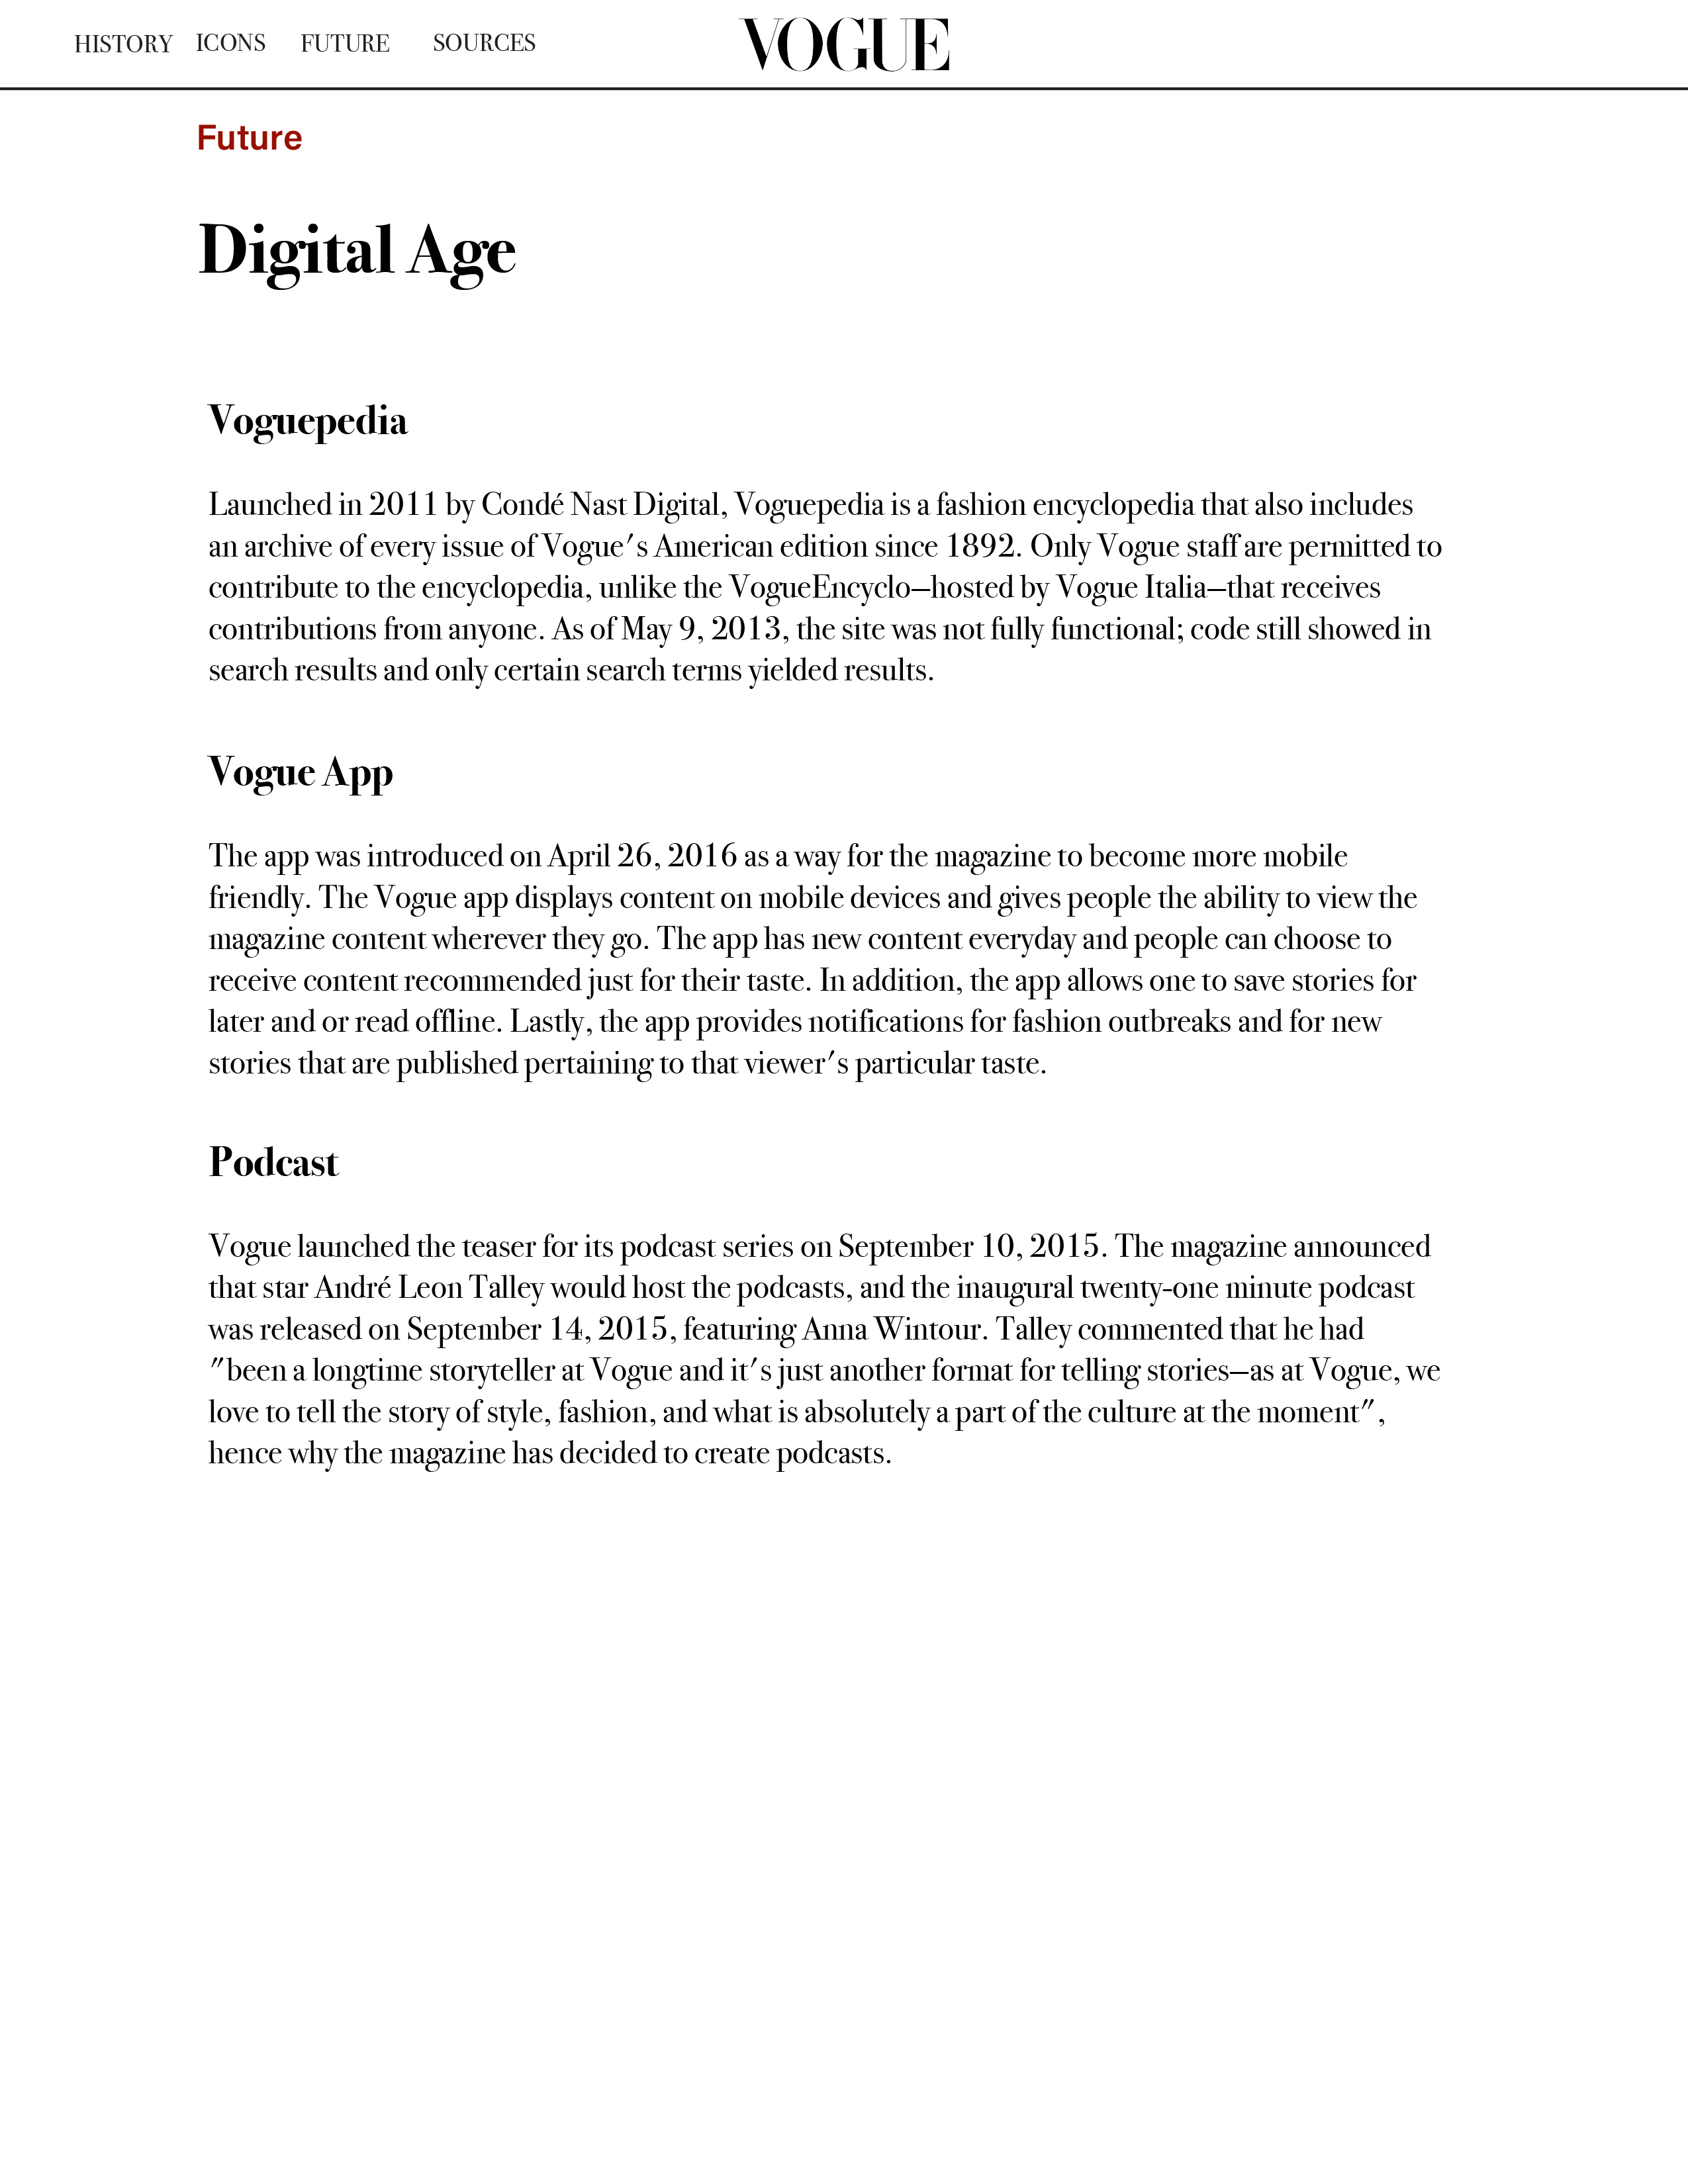 HISTORY ICONS FUTURE SOURCES VOGUE
Future
Digital Age
Voguepedia
Launched in 2011 by Condé Nast Digital, Voguepedia is a fashion encyclopedia that also includes
an archive of every issue of Vogue's American edition since 1892. Only Vogue staff are permitted to
contribute to the encyclopedia, unlike the VogueEncyclo—hosted by Vogue Italia—that receives
contributions from anyone. As of May 9, 2013, the site was not fully functional; code still showed in
search results and only certain search terms yielded results.
Vogue App
The app was introduced on April 26, 2016 as a way for the magazine to become more mobile
friendly. The Vogue app displays content on mobile devices and gives people the ability to view the
magazine content wherever they go. The app has new content everyday and people can choose to
receive content recommended just for their taste. In addition, the app allows one to save stories for
later and or read offline. Lastly, the app provides notifications for fashion outbreaks and for new
stories that are published pertaining to that viewer's particular taste.
Podcast
Vogue launched the teaser for its podcast series on September 10, 2015. The magazine announced
that star André Leon Talley would host the podcasts, and the inaugural twenty-one minute podcast
was released on September 14, 2015, featuring Anna Wintour. Talley commented that he had
"been a longtime storyteller at Vogue and it's just another format for telling stories—as at Vogue, we
love to tell the story of style, fashion, and what is absolutely a part of the culture at the moment",
hence why the magazine has decided to create podcasts.